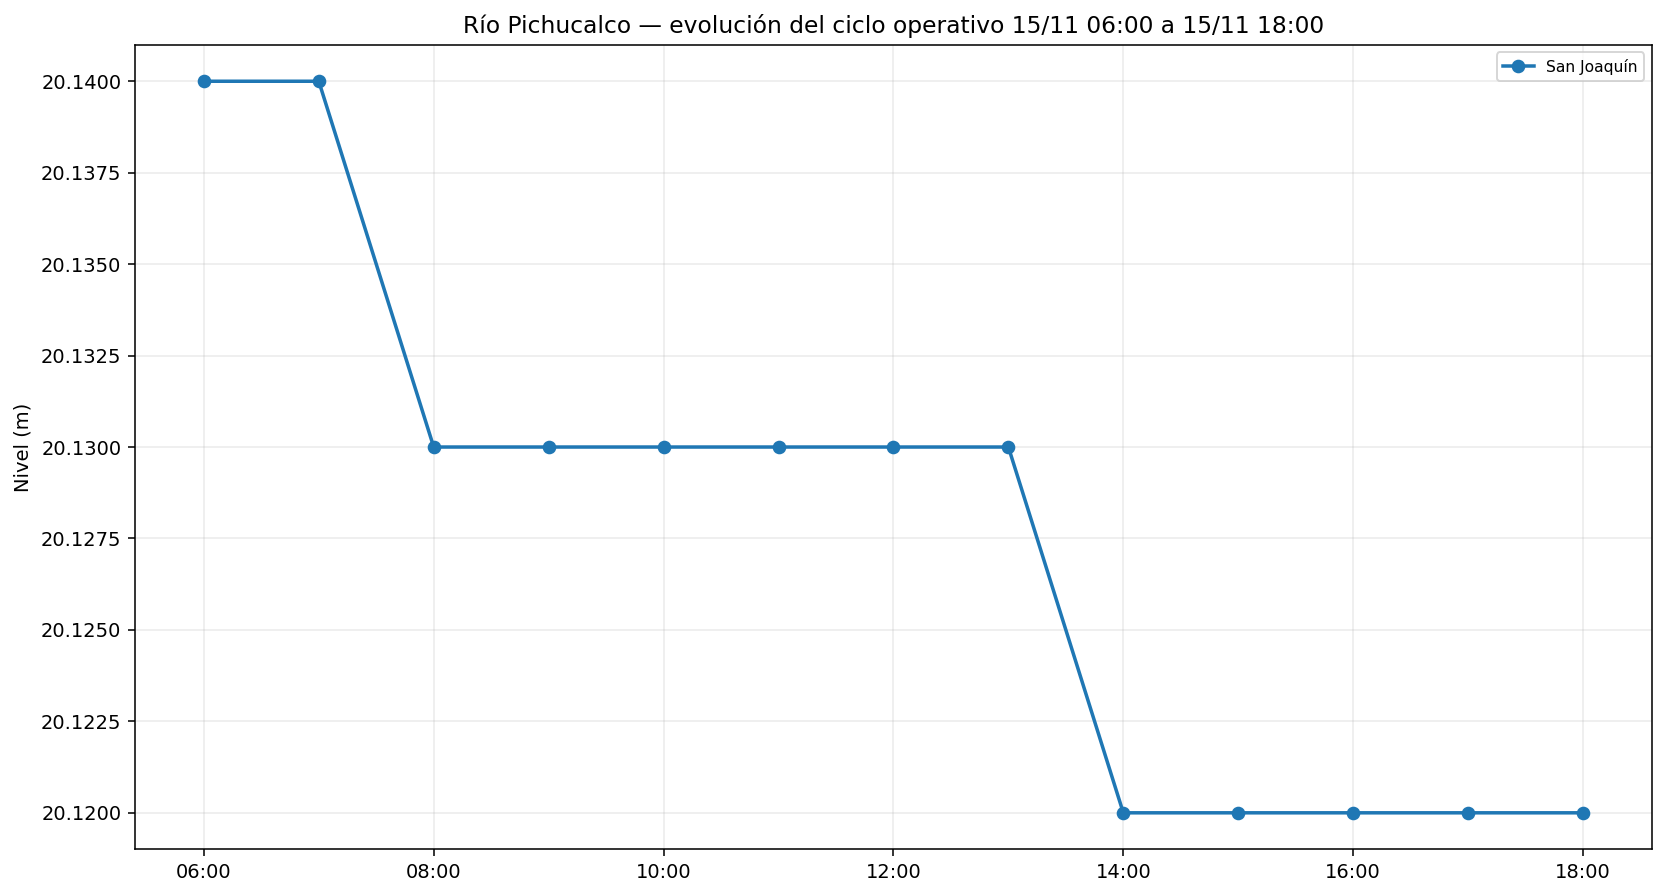 Río Pichucalco — evolución del ciclo operativo 15/11 06:00 a 15/11 18:00
San Joaquín
Nivel (m)
20.1400
20.1375
20.1350
20.1325
20.1300
20.1275
20.1250
20.1225
20.1200
06:00 08:00 10:00 12:00 14:00 16:00 18:00